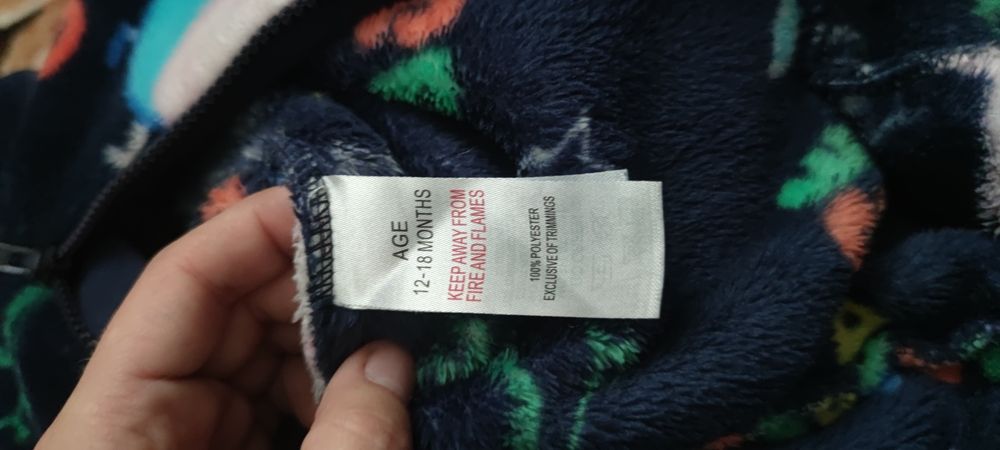 AGE
12-18 MONTHS
KEEP AWAY FROM
FIRE AND FLAMES
100% POLYESTER
EXCLUSIVE OF TRIMMINGS